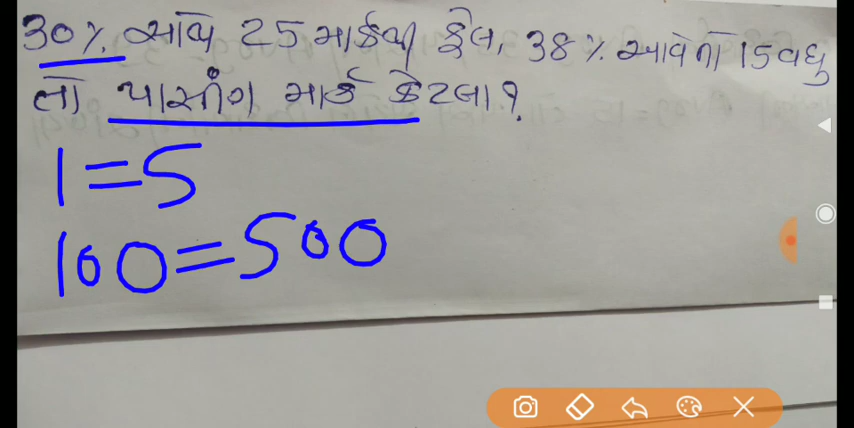 30% આવે 25 માર્કથી ફેલ, 38% આવેતો 15 વધુ
તો પાસીંગ માર્ક કેટલા?
1=5
100=500